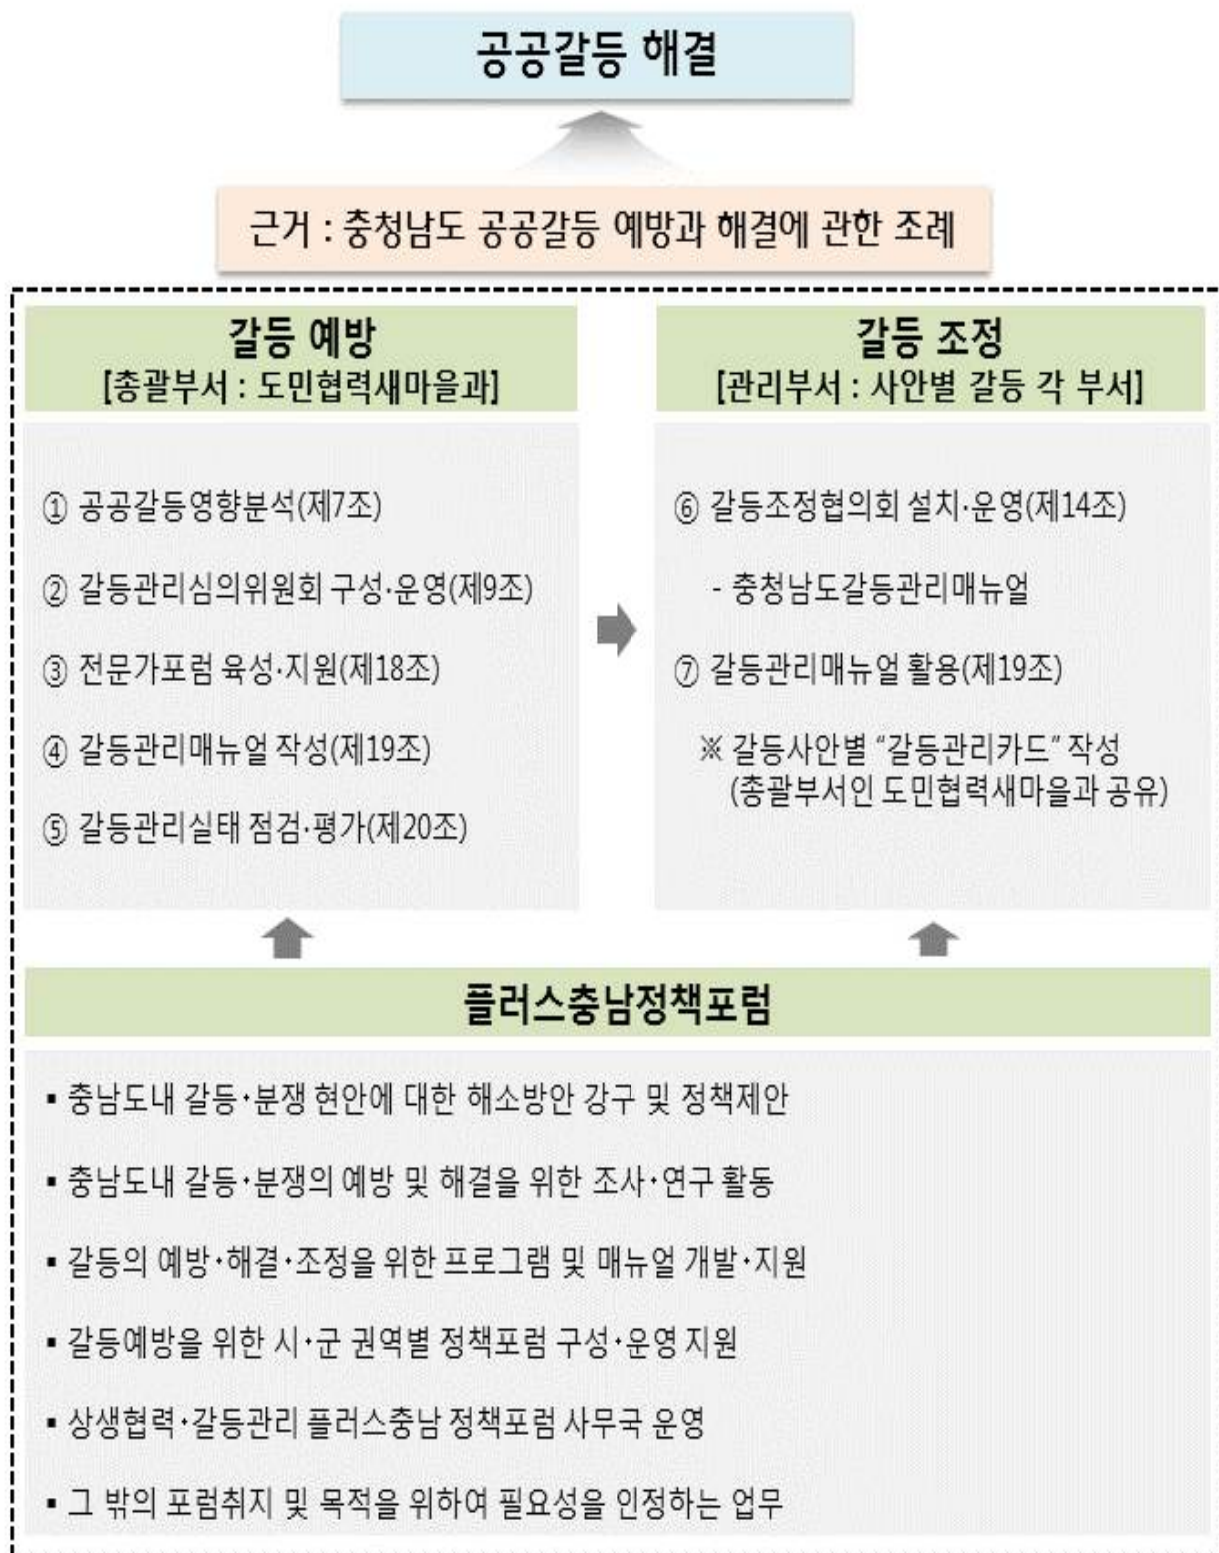 공공갈등 해결
근거 : 충청남도 공공갈등 예방과 해결에 관한 조례
갈등 예방
[총괄부서 : 도민협력새마을과]
① 공공갈등영향분석(제7조)
② 갈등관리심의위원회 구성·운영(제9조)
③ 전문가포럼 육성·지원(제18조)
④ 갈등관리매뉴얼 작성(제19조)
⑤ 갈등관리실태 점검·평가(제20조)
갈등 조정
[관리부서 : 사안별 갈등 각 부서]
⑥ 갈등조정협의회 설치·운영(제14조)
- 충청남도갈등관리매뉴얼
⑦ 갈등관리매뉴얼 활용(제19조)
※ 갈등사안별 “갈등관리카드” 작성
(총괄부서인 도민협력새마을과 공유)
플러스충남정책포럼
▪ 충남도내 갈등·분쟁 현안에 대한 해소방안 강구 및 정책제안
▪ 충남도내 갈등·분쟁의 예방 및 해결을 위한 조사·연구 활동
▪ 갈등의 예방·해결·조정을 위한 프로그램 및 매뉴얼 개발·지원
▪ 갈등예방을 위한 시·군 권역별 정책포럼 구성·운영 지원
▪ 상생협력·갈등관리 플러스충남 정책포럼 사무국 운영
▪ 그 밖의 포럼취지 및 목적을 위하여 필요성을 인정하는 업무